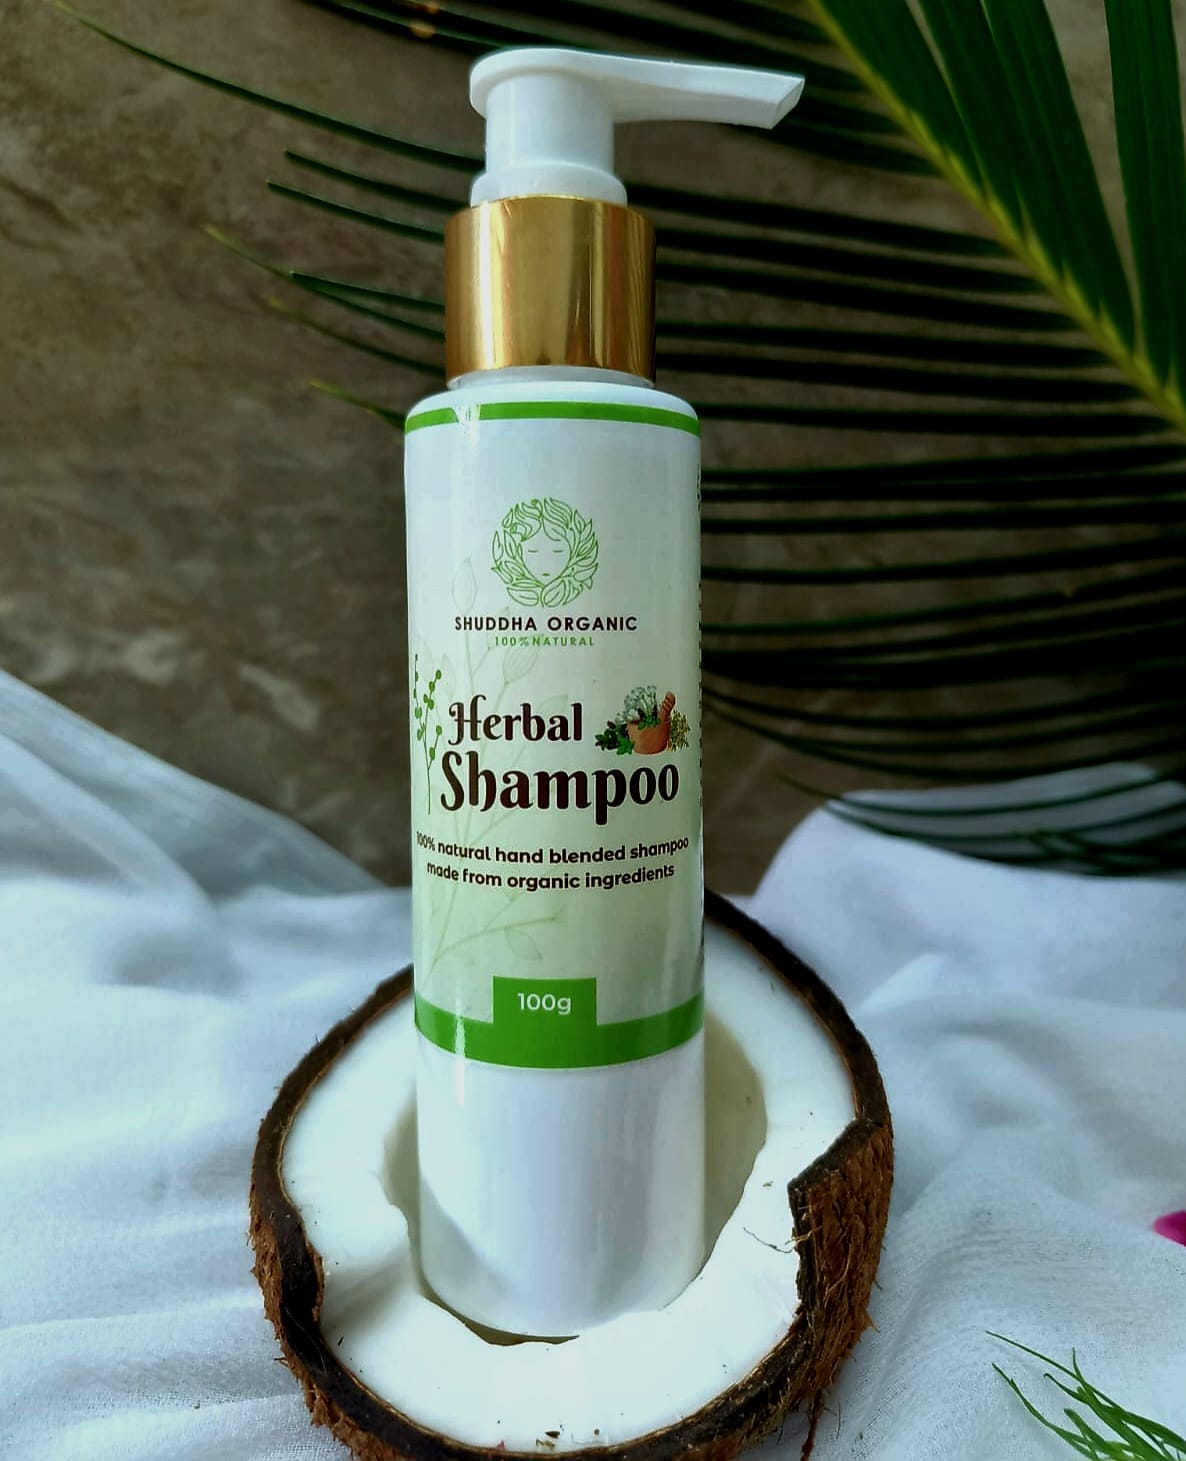 SHUDDHA ORGANIC
100%NATURAL
Herbal
Shampoo
100% natural hand blended shampoo
made from organic ingredients
100g